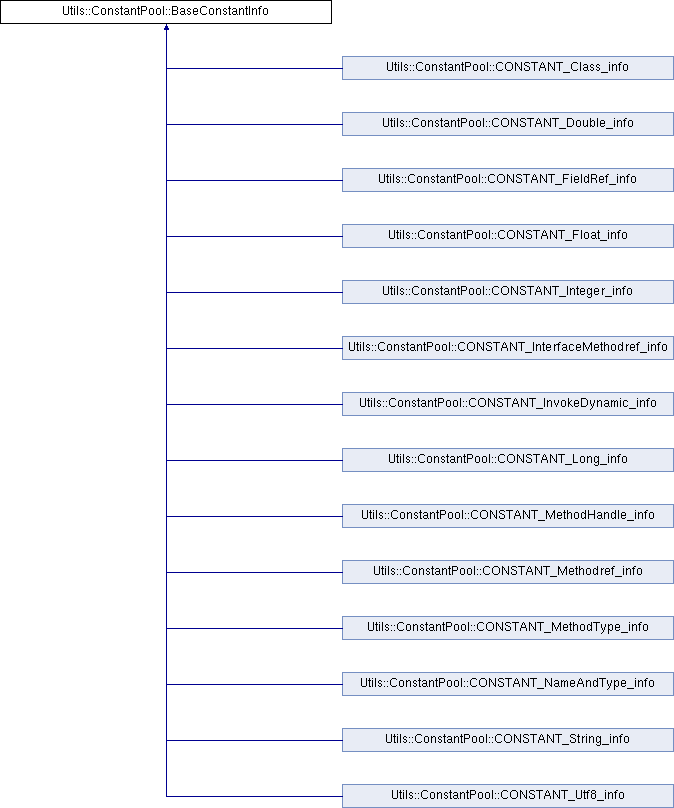 Utils::ConstantPool::BaseConstantInfo
Utils::ConstantPool::CONSTANT_Class_info
Utils::ConstantPool::CONSTANT_Double_info
Utils::ConstantPool::CONSTANT_FieldRef_info
Utils::ConstantPool::CONSTANT_Float_info
Utils::ConstantPool::CONSTANT_Integer_info
Utils::ConstantPool::CONSTANT_InterfaceMethodref_info
Utils::ConstantPool::CONSTANT_InvokeDynamic_info
Utils::ConstantPool::CONSTANT_Long_info
Utils::ConstantPool::CONSTANT_MethodHandle_info
Utils::ConstantPool::CONSTANT_Methodref_info
Utils::ConstantPool::CONSTANT_MethodType_info
Utils::ConstantPool::CONSTANT_NameAndType_info
Utils::ConstantPool::CONSTANT_String_info
Utils::ConstantPool::CONSTANT_Utf8_info